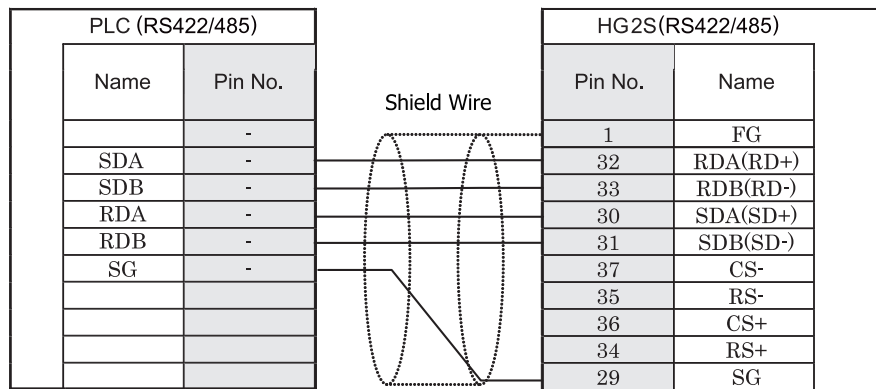 PLC (RS422/485) HG2S(RS422/485)
Name Pin No. Pin No. Name
Shield Wire
- 1 FG
SDA - 32 RDA(RD+)
SDB - 33 RDB(RD-)
RDA - 30 SDA(SD+)
RDB - 31 SDB(SD-)
SG - 37 CS-
35 RS-
36 CS+
34 RS+
29 SG